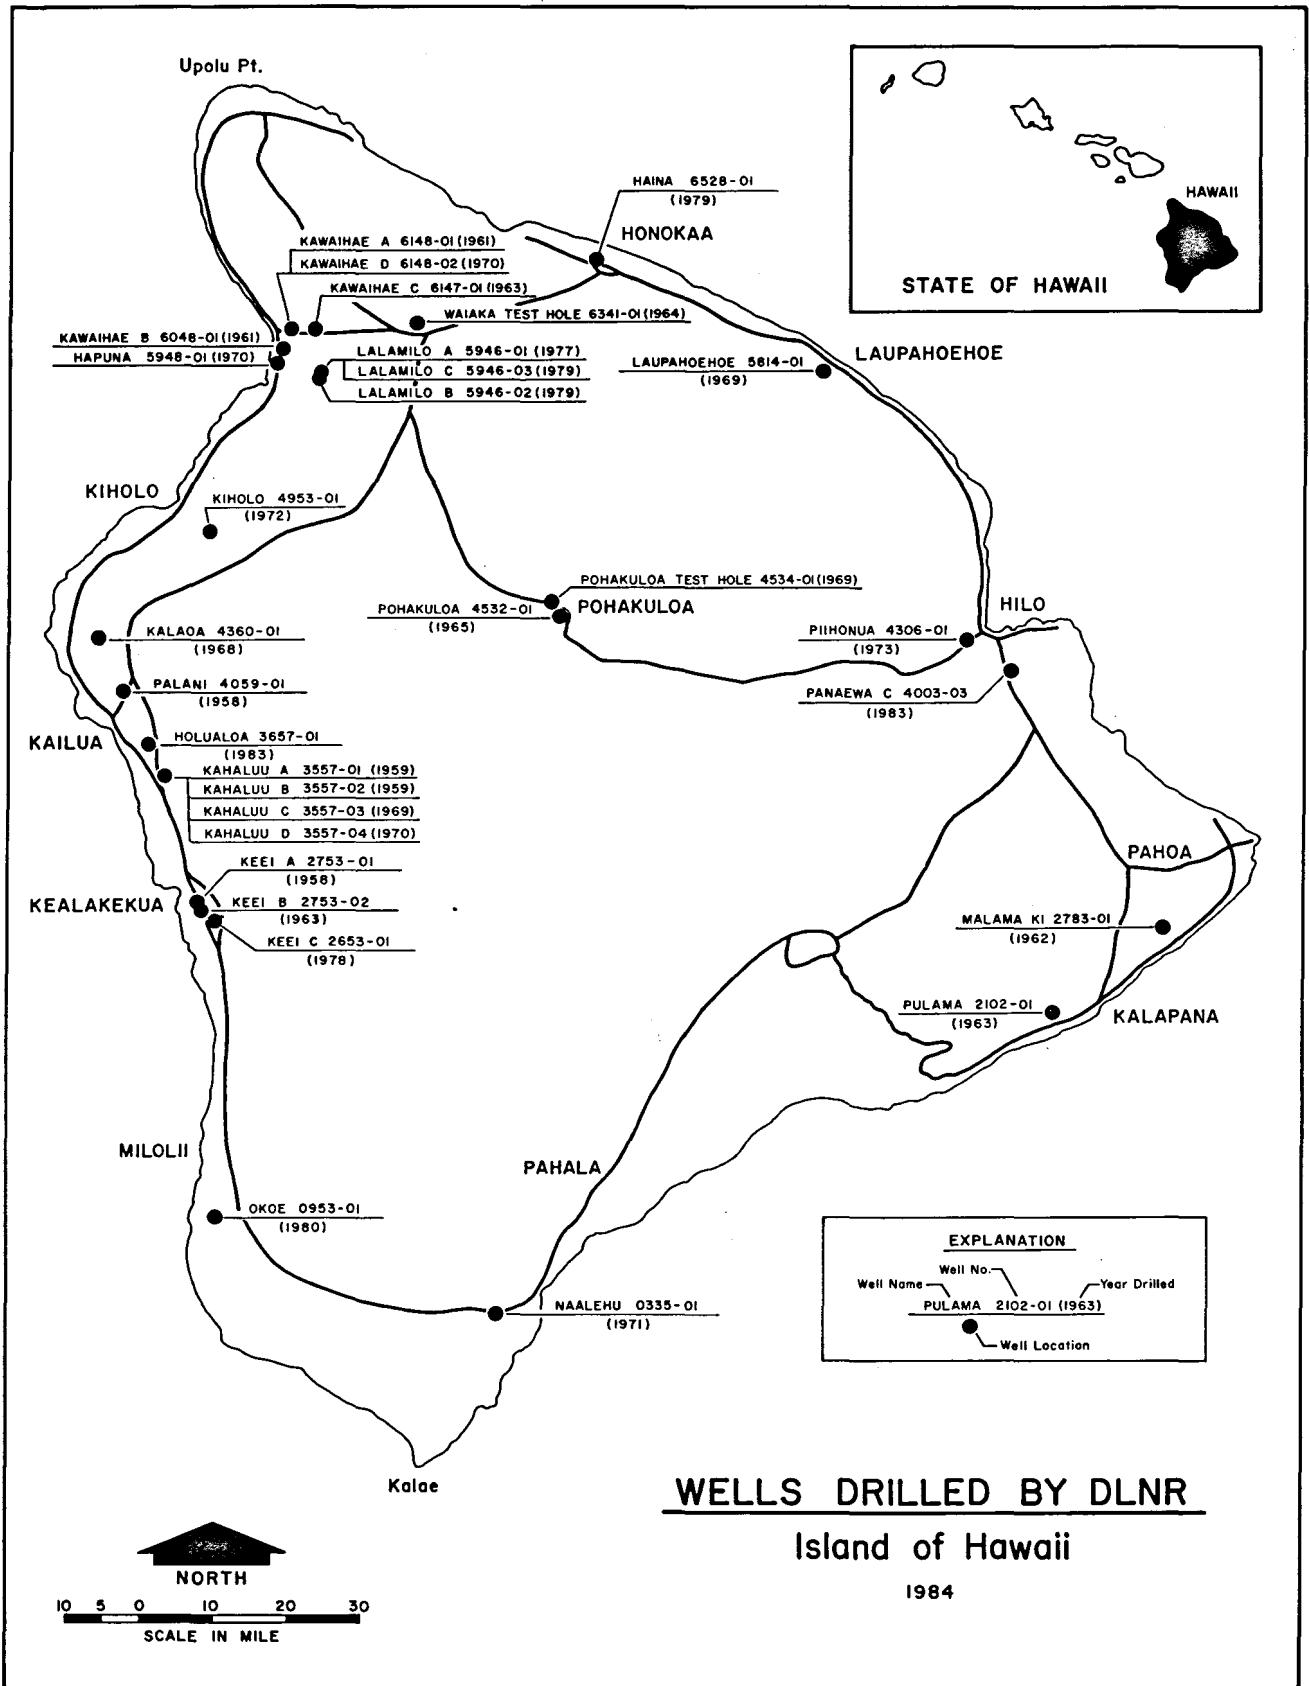 Upolu Pt.
HAWAII
STATE OF HAWAII
HAINA 6528-01
(1979)
HONOKAA
KAWAIHAE A 6148-01 (1961)
KAWAIHAE D 6148-02 (1970)
KAWAIHAE C 6147-01 (1963)
WAIAKA TEST HOLE 6341-01 (1964)
KAWAIHAE B 6048-01 (1961)
HAPUNA 5948-01 (1970)
LALAMILO A 5946-01 (1977)
LALAMILO C 5946-03 (1979)
LALAMILO B 5946-02 (1979)
LAUPAHOEHOE 5814-01
(1969)
LAUPAHOEHOE
KIHOLO
KIHOLO 4953-01
(1972)
POHAKULOA TEST HOLE 4534-01 (1969)
POHAKULOA 4532-01
(1965)
POHAKULOA
HILO
PIIHONUA 4306-01
(1973)
KALAOA 4360-01
(1968)
PALANI 4059-01
(1958)
PANAEWA C 4003-03
(1983)
KAILUA
HOLUALOA 3657-01
(1983)
KAHALUU A 3557-01 (1959)
KAHALUU B 3557-02 (1959)
KAHALUU C 3557-03 (1969)
KAHALUU D 3557-04 (1970)
PAHOA
KEEI A 2753-01
(1958)
KEALAKEKUA
KEEI B 2753-02
(1963)
KEEI C 2653-01
(1978)
MALAMA KI 2783-01
(1962)
PULAMA 2102-01
(1963)
KALAPANA
MILOLII
PAHALA
OKOE 0953-01
(1980)
NAALEHU 0335-01
(1971)
EXPLANATION
Well No.
Well Name
Year Drilled
PULAMA 2102-01 (1963)
Well Location
Kalae
WELLS DRILLED BY DLNR
Island of Hawaii
1984
NORTH
10 5 0 10 20 30
SCALE IN MILE